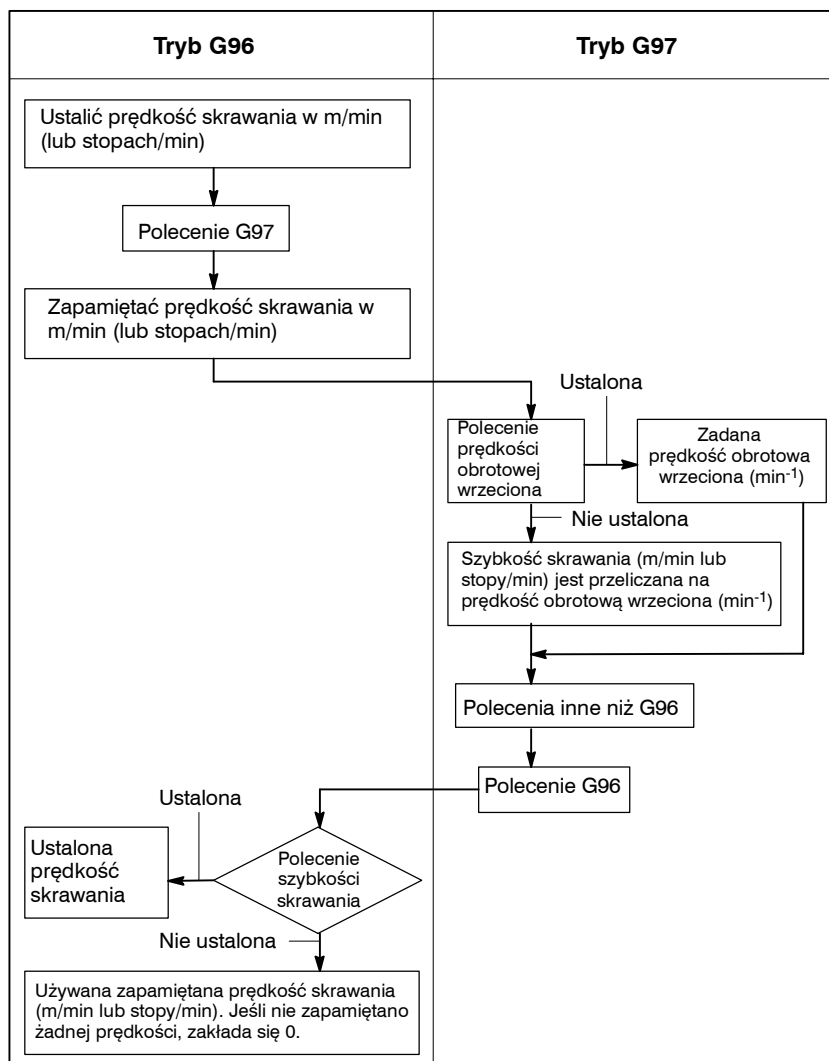 Tryb G96
Tryb G97
Ustalić prędkość skrawania w m/min
(lub stopach/min)
Polecenie G97
Zapamiętać prędkość skrawania w
m/min (lub stopach/min)
Ustalona
Polecenie
prędkości
obrotowej
wrzeciona
Zadana
prędkość obrotowa
wrzeciona (min⁻¹)
Nie ustalona
Szybkość skrawania (m/min lub
stopy/min) jest przeliczana na
prędkość obrotową wrzeciona (min⁻¹)
Polecenia inne niż G96
Polecenie G96
Ustalona
Ustalona
prędkość
skrawania
Polecenie
szybkości
skrawania
Nie ustalona
Używana zapamiętana prędkość skrawania
(m/min lub stopy/min). Jeśli nie zapamiętano
żadnej prędkości, zakłada się 0.